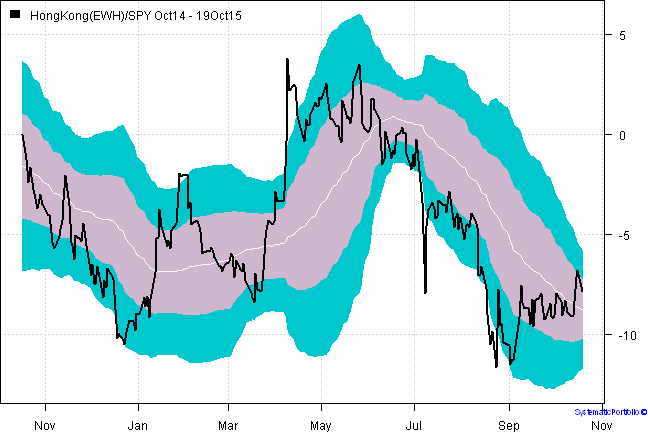 HongKong(EWH)/SPY Oct14 - 19Oct15
5
0
-5
-10
Nov Jan Mar May Jul Sep Nov
SystematicPortfolio ©